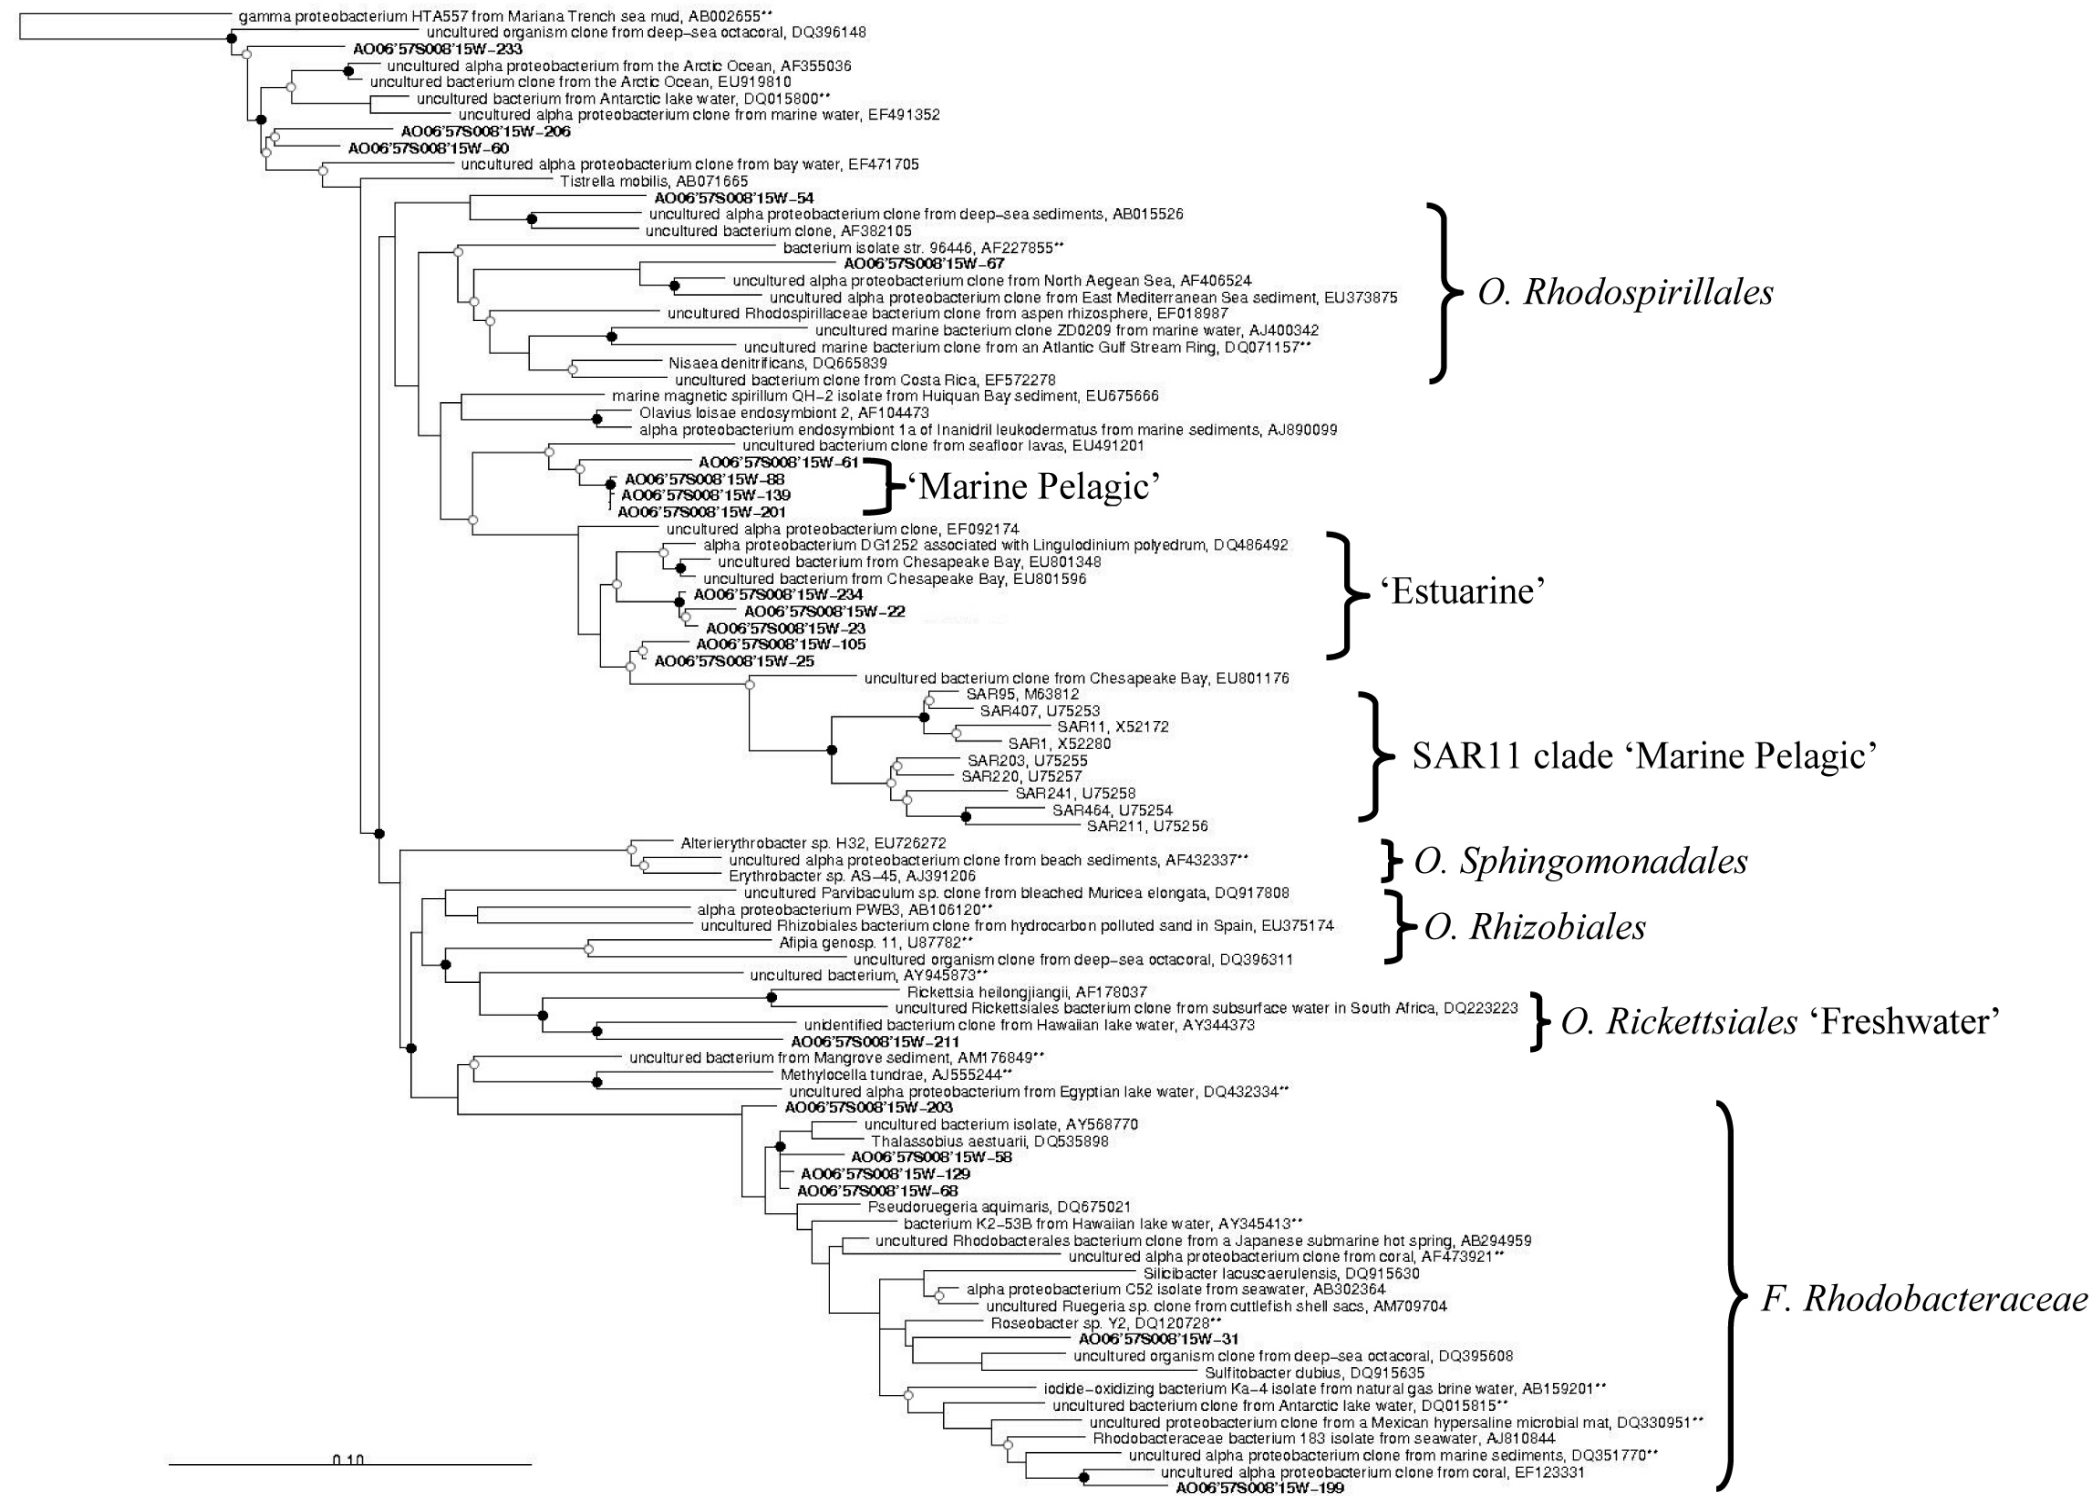 gamma proteobacterium HTA557 from Mariana Trench sea mud, AB002655**
uncultured organism clone from deep–sea octacoral, DQ396148
AO06'57S008'15W–233
uncultured alpha proteobacterium from the Arctic Ocean, AF355036
uncultured bacterium clone from the Arctic Ocean, EU919810
uncultured bacterium from Antarctic lake water, DQ015800**
uncultured alpha proteobacterium clone from marine water, EF491352
AO06'57S008'15W–206
AO06'57S008'15W–60
uncultured alpha proteobacterium clone from bay water, EF471705
Tistrella mobilis, AB071665
AO06'57S008'15W–54
uncultured alpha proteobacterium clone from deep–sea sediments, AB015526
uncultured bacterium clone, AF382105
bacterium isolate str. 96446, AF227855**
AO06'57S008'15W–67
uncultured alpha proteobacterium clone from North Aegean Sea, AF406524
uncultured alpha proteobacterium clone from East Mediterranean Sea sediment, EU373875
O. Rhodospirillales
uncultured Rhodospirillaceae bacterium clone from aspen rhizosphere, EF018987
uncultured marine bacterium clone ZD0209 from marine water, AJ400342
uncultured marine bacterium clone from an Atlantic Gulf Stream Ring, DQ071157**
Nisaea denitrificans, DQ665839
uncultured bacterium clone from Costa Rica, EF572278
marine magnetic spirillum QH–2 isolate from Huiquan Bay sediment, EU675666
Olavius loisae endosymbiont 2, AF104473
alpha proteobacterium endosymbiont 1a of Inanidril leukodermatus from marine sediments, AJ890099
uncultured bacterium clone from seafloor lavas, EU491201
AO06'57S008'15W–61
AO06'57S008'15W–88
‘Marine Pelagic’
AO06'57S008'15W–139
AO06'57S008'15W–201
uncultured alpha proteobacterium clone, EF092174
alpha proteobacterium DG1252 associated with Lingulodinium polyedrum, DQ486492
uncultured bacterium from Chesapeake Bay, EU801348
uncultured bacterium from Chesapeake Bay, EU801596
‘Estuarine’
AO06'57S008'15W–234
AO06'57S008'15W–22
AO06'57S008'15W–23
AO06'57S008'15W–105
AO06'57S008'15W–25
uncultured bacterium clone from Chesapeake Bay, EU801176
SAR95, M63812
SAR407, U75253
SAR11, X52172
SAR1, X52280
SAR11 clade ‘Marine Pelagic’
SAR203, U75255
SAR220, U75257
SAR241, U75258
SAR464, U75254
SAR211, U75256
Alterierythrobacter sp. H32, EU726272
uncultured alpha proteobacterium clone from beach sediments, AF432337**
O. Sphingomonadales
Erythrobacter sp. AS–45, AJ391206
uncultured Parvibaculum sp. clone from bleached Muricea elongata, DQ917808
alpha proteobacterium PWB3, AB106120**
uncultured Rhizobiales bacterium clone from hydrocarbon polluted sand in Spain, EU375174
O. Rhizobiales
Afipia genosp. 11, U87782**
uncultured organism clone from deep–sea octacoral, DQ396311
uncultured bacterium, AY945873**
Rickettsia heilongjiangii, AF178037
uncultured Rickettsiales bacterium clone from subsurface water in South Africa, DQ223223
O. Rickettsiales ‘Freshwater’
unidentified bacterium clone from Hawaiian lake water, AY344373
AO06'57S008'15W–211
uncultured bacterium from Mangrove sediment, AM176849**
Methylocella tundrae, AJ555244**
uncultured alpha proteobacterium from Egyptian lake water, DQ432334**
AO06'57S008'15W–203
uncultured bacterium isolate, AY568770
Thalassobius aestuarii, DQ535898
AO06'57S008'15W–58
AO06'57S008'15W–129
AO06'57S008'15W–68
Pseudoruegeria aquimaris, DQ675021
bacterium K2–53B from Hawaiian lake water, AY345413**
uncultured Rhodobacterales bacterium clone from a Japanese submarine hot spring, AB294959
uncultured alpha proteobacterium clone from coral, AF473921**
Silicibacter lacuscaerulensis, DQ915630
alpha proteobacterium C52 isolate from seawater, AB302364
F. Rhodobacteraceae
uncultured Ruegeria sp. clone from cuttlefish shell sacs, AM709704
Roseobacter sp. Y2, DQ120728**
AO06'57S008'15W–31
uncultured organism clone from deep–sea octacoral, DQ395608
Sulfitobacter dubius, DQ915635
iodide–oxidizing bacterium Ka–4 isolate from natural gas brine water, AB159201**
uncultured bacterium clone from Antarctic lake water, DQ015815**
uncultured proteobacterium clone from a Mexican hypersaline microbial mat, DQ330951**
Rhodobacteraceae bacterium 183 isolate from seawater, AJ810844
uncultured alpha proteobacterium clone from marine sediments, DQ351770**
0.10
uncultured alpha proteobacterium clone from coral, EF123331
AO06'57S008'15W–199